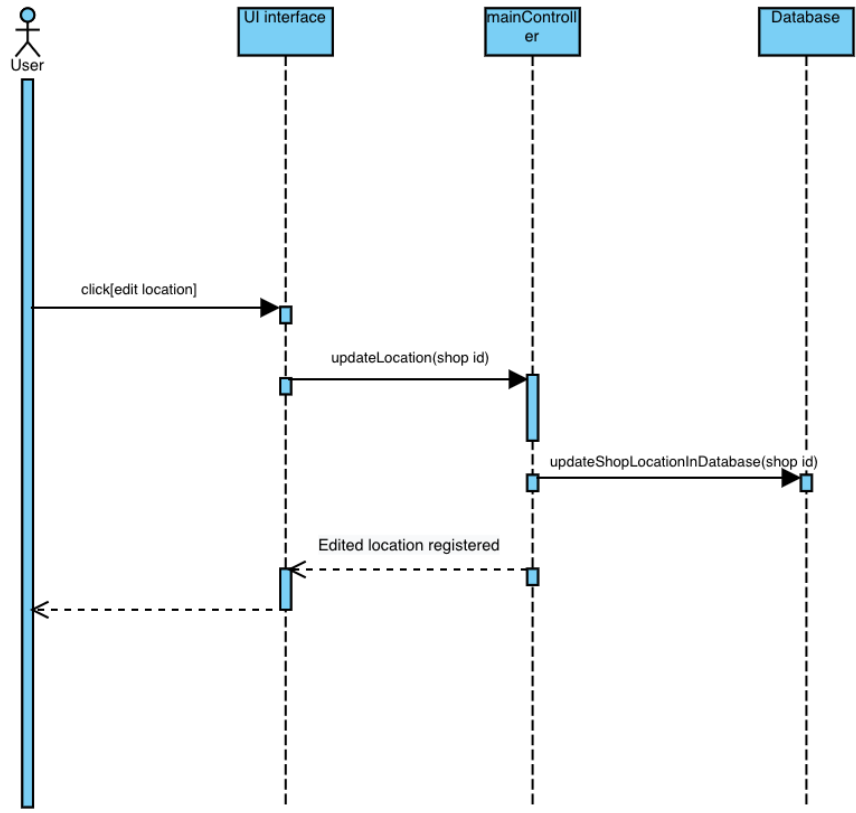 UI interface
mainControll
er
Database
User
click[edit location]
updateLocation(shop id)
updateShopLocationInDatabase(shop id)
Edited location registered